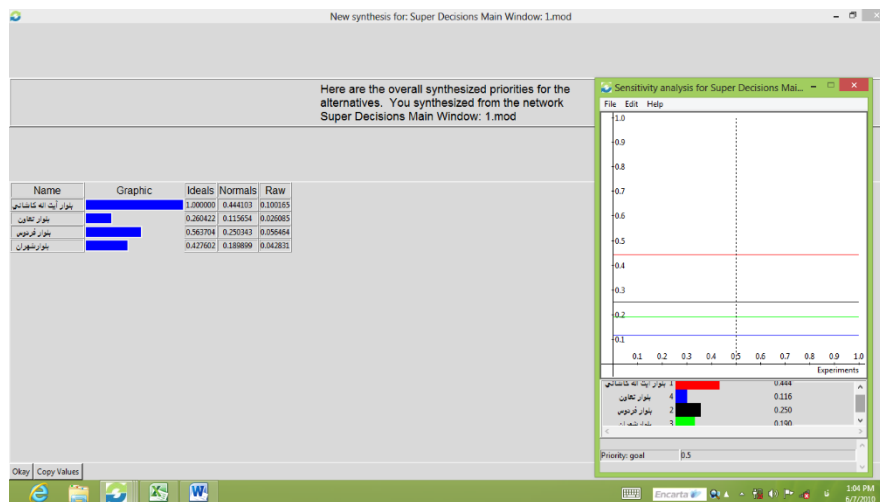 New synthesis for: Super Decisions Main Window: 1.mod
Here are the overall synthesized priorities for the
alternatives. You synthesized from the network
Super Decisions Main Window: 1.mod
Name Graphic Ideals Normals Raw
بلوار آیت اله کاشانی 1.000000 0.444103 0.100165
بلوار تعاون 0.260422 0.115654 0.026085
بلوار فردوس 0.563704 0.250343 0.056464
بلوار شهران 0.427602 0.189899 0.042831
Okay Copy Values
Sensitivity analysis for Super Decisions Mai...
File Edit Help
1.0
0.9
0.8
0.7
0.6
0.5
0.4
0.3
0.2
0.1
0.1 0.2 0.3 0.4 0.5 0.6 0.7 0.8 0.9 1.0
Experiments
بلوار آیت اله کاشانی 1 0.444
بلوار تعاون 4 0.116
بلوار فردوس 2 0.250
بلوار شهران 3 0.190
Priority: goal 0.5
Encarta
1:04 PM
6/7/2010